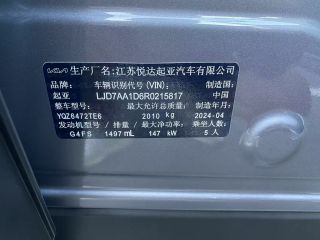 KIA 生产厂名:江苏悦达起亚汽车有限公司
品牌: 车辆识别代号(VIN): 制造国:
起亚 LJD7AA1D6R0215817 中国
整车型号: 最大允许总质量: 制造年月:
YQZ6472TE6 2010 kg 2024-04
发动机型号 / 排量 / 最大净功率: 乘坐人数:
G4FS 1497 mL 147 kW 5 人